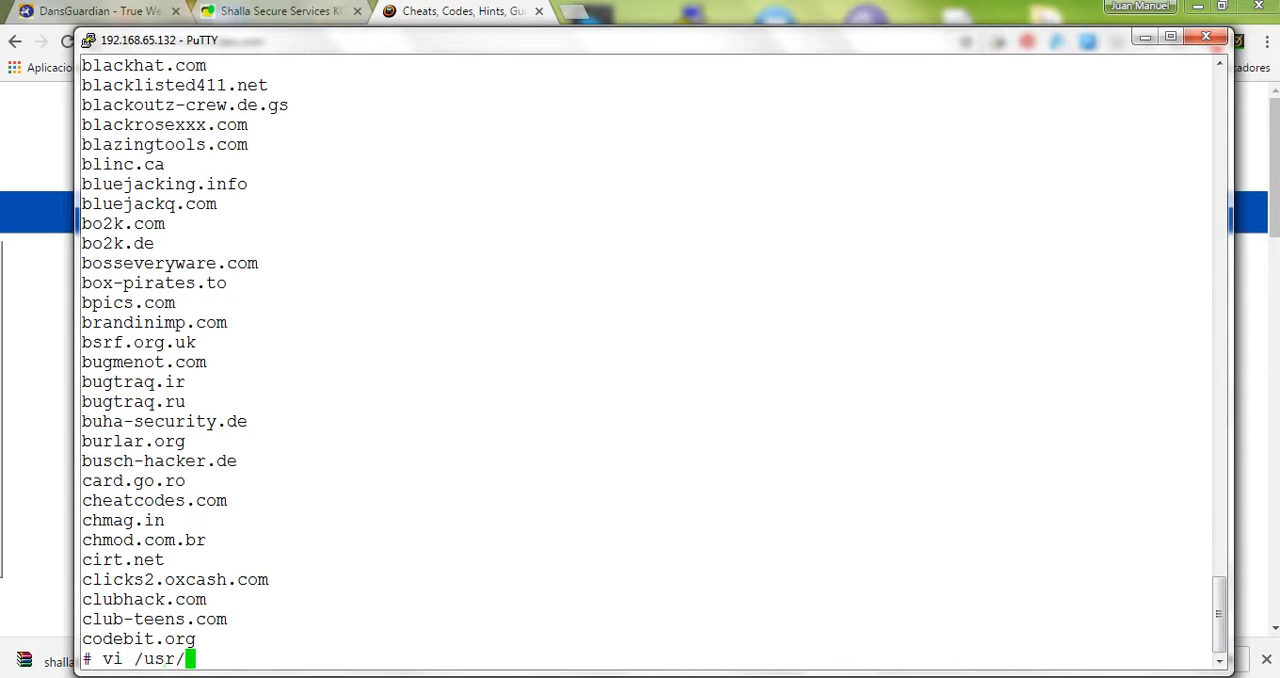 DansGuardian - True We
Shalla Secure Services KG
Cheats, Codes, Hints, Gu
Juan Manuel
192.168.65.132 - PuTTY
Aplicacio
adores
blackhat.com
blacklisted411.net
blackoutz-crew.de.gs
blackrosexxx.com
blazingtools.com
blinc.ca
bluejacking.info
bluejackq.com
bo2k.com
bo2k.de
bosseveryware.com
box-pirates.to
bpics.com
brandinimp.com
bsrf.org.uk
bugmenot.com
bugtraq.ir
bugtraq.ru
buha-security.de
burlar.org
busch-hacker.de
card.go.ro
cheatcodes.com
chmag.in
chmod.com.br
cirt.net
clicks2.oxcash.com
clubhack.com
club-teens.com
codebit.org
# vi /usr/
shalla